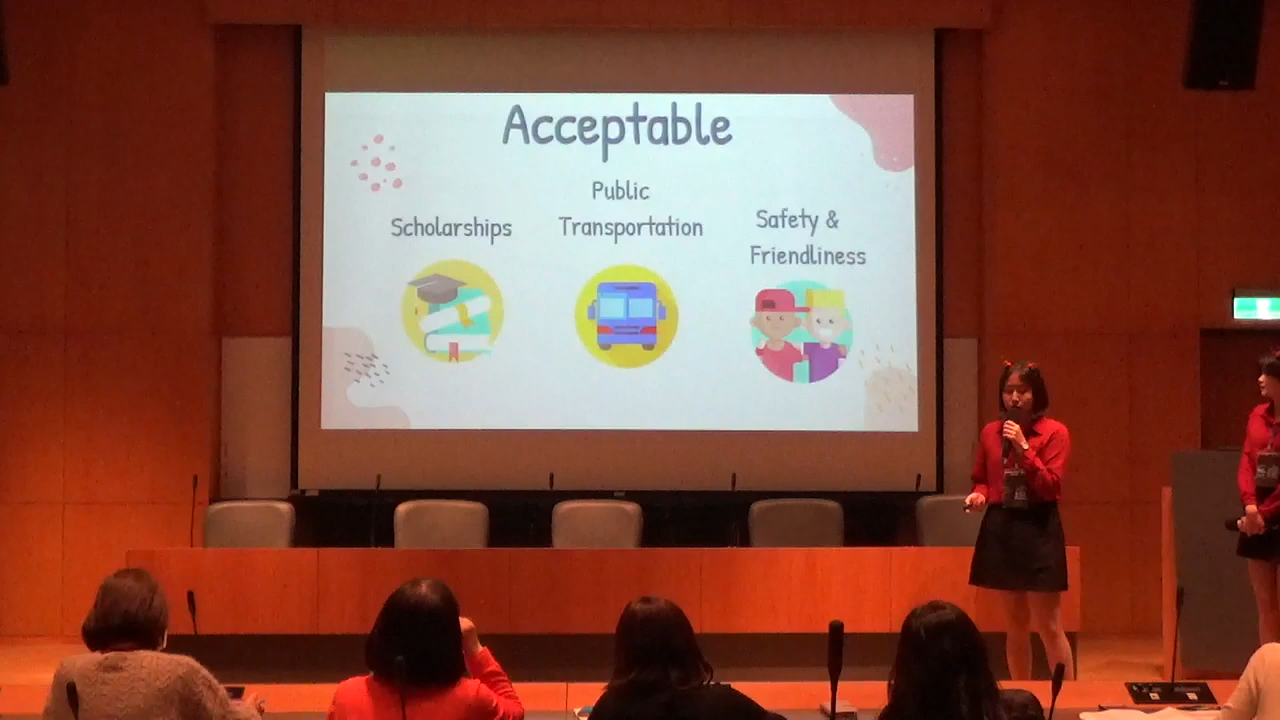 Acceptable
Scholarships
Public
Transportation
Safety &
Friendliness